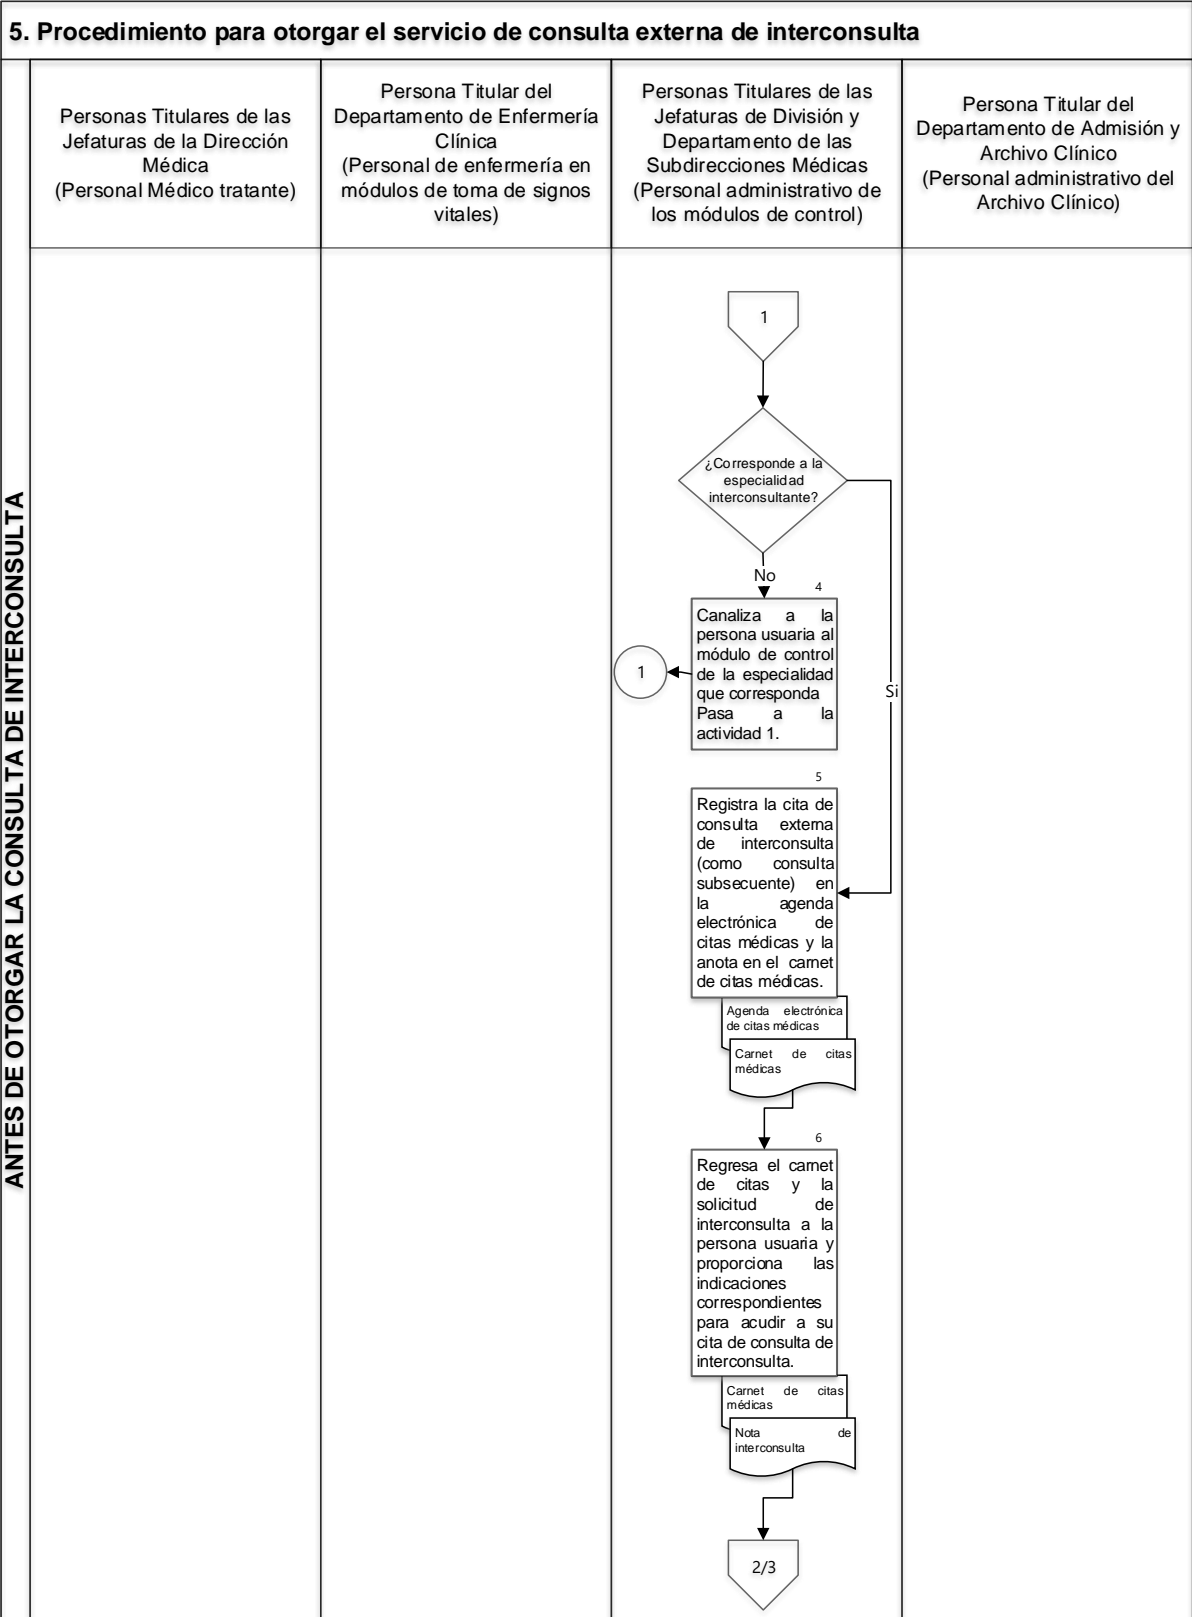 5. Procedimiento para otorgar el servicio de consulta externa de interconsulta
Personas Titulares de las
Jefaturas de la Dirección
Médica
(Personal Médico tratante)
Persona Titular del
Departamento de Enfermería
Clínica
(Personal de enfermería en
módulos de toma de signos
vitales)
Personas Titulares de las
Jefaturas de División y
Departamento de las
Subdirecciones Médicas
(Personal administrativo de
los módulos de control)
Persona Titular del
Departamento de Admisión y
Archivo Clínico
(Personal administrativo del
Archivo Clínico)
ANTES DE OTORGAR LA CONSULTA DE INTERCONSULTA
1
¿Corresponde a la
especialidad
interconsultante?
No
Si
4
Canaliza a la
persona usuaria al
módulo de control
de la especialidad
que corresponda
Pasa a la
actividad 1.
1
5
Registra la cita de
consulta externa
de interconsulta
(como consulta
subsecuente) en
la agenda
electrónica de
citas médicas y la
anota en el carnet
de citas médicas.
Agenda electrónica
de citas médicas
Carnet de citas
médicas
6
Regresa el carnet
de citas y la
solicitud de
interconsulta a la
persona usuaria y
proporciona las
indicaciones
correspondientes
para acudir a su
cita de consulta de
interconsulta.
Carnet de citas
médicas
Nota de
interconsulta
2/3